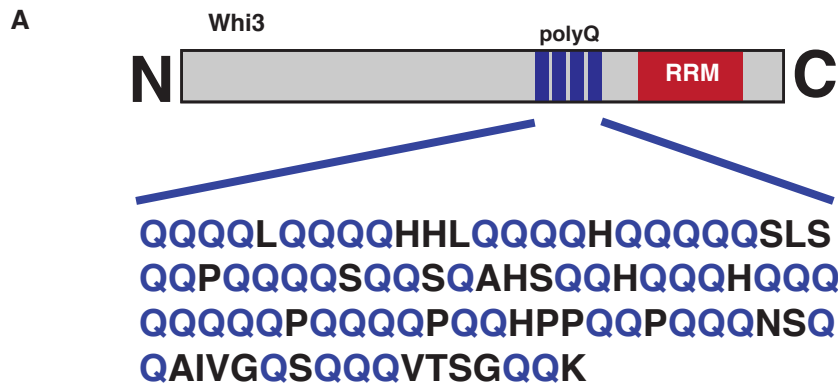 A
Whi3
polyQ
N RRM C
QQQQLQQQQHHLQQQQHQQQQQSLS
QQPQQQQSQQSQAHSQQHQQQHQQQ
QQQQQPQQQQPQQHPPQQPQQQNSQ
QAIVGQSQQQVTSGQQK